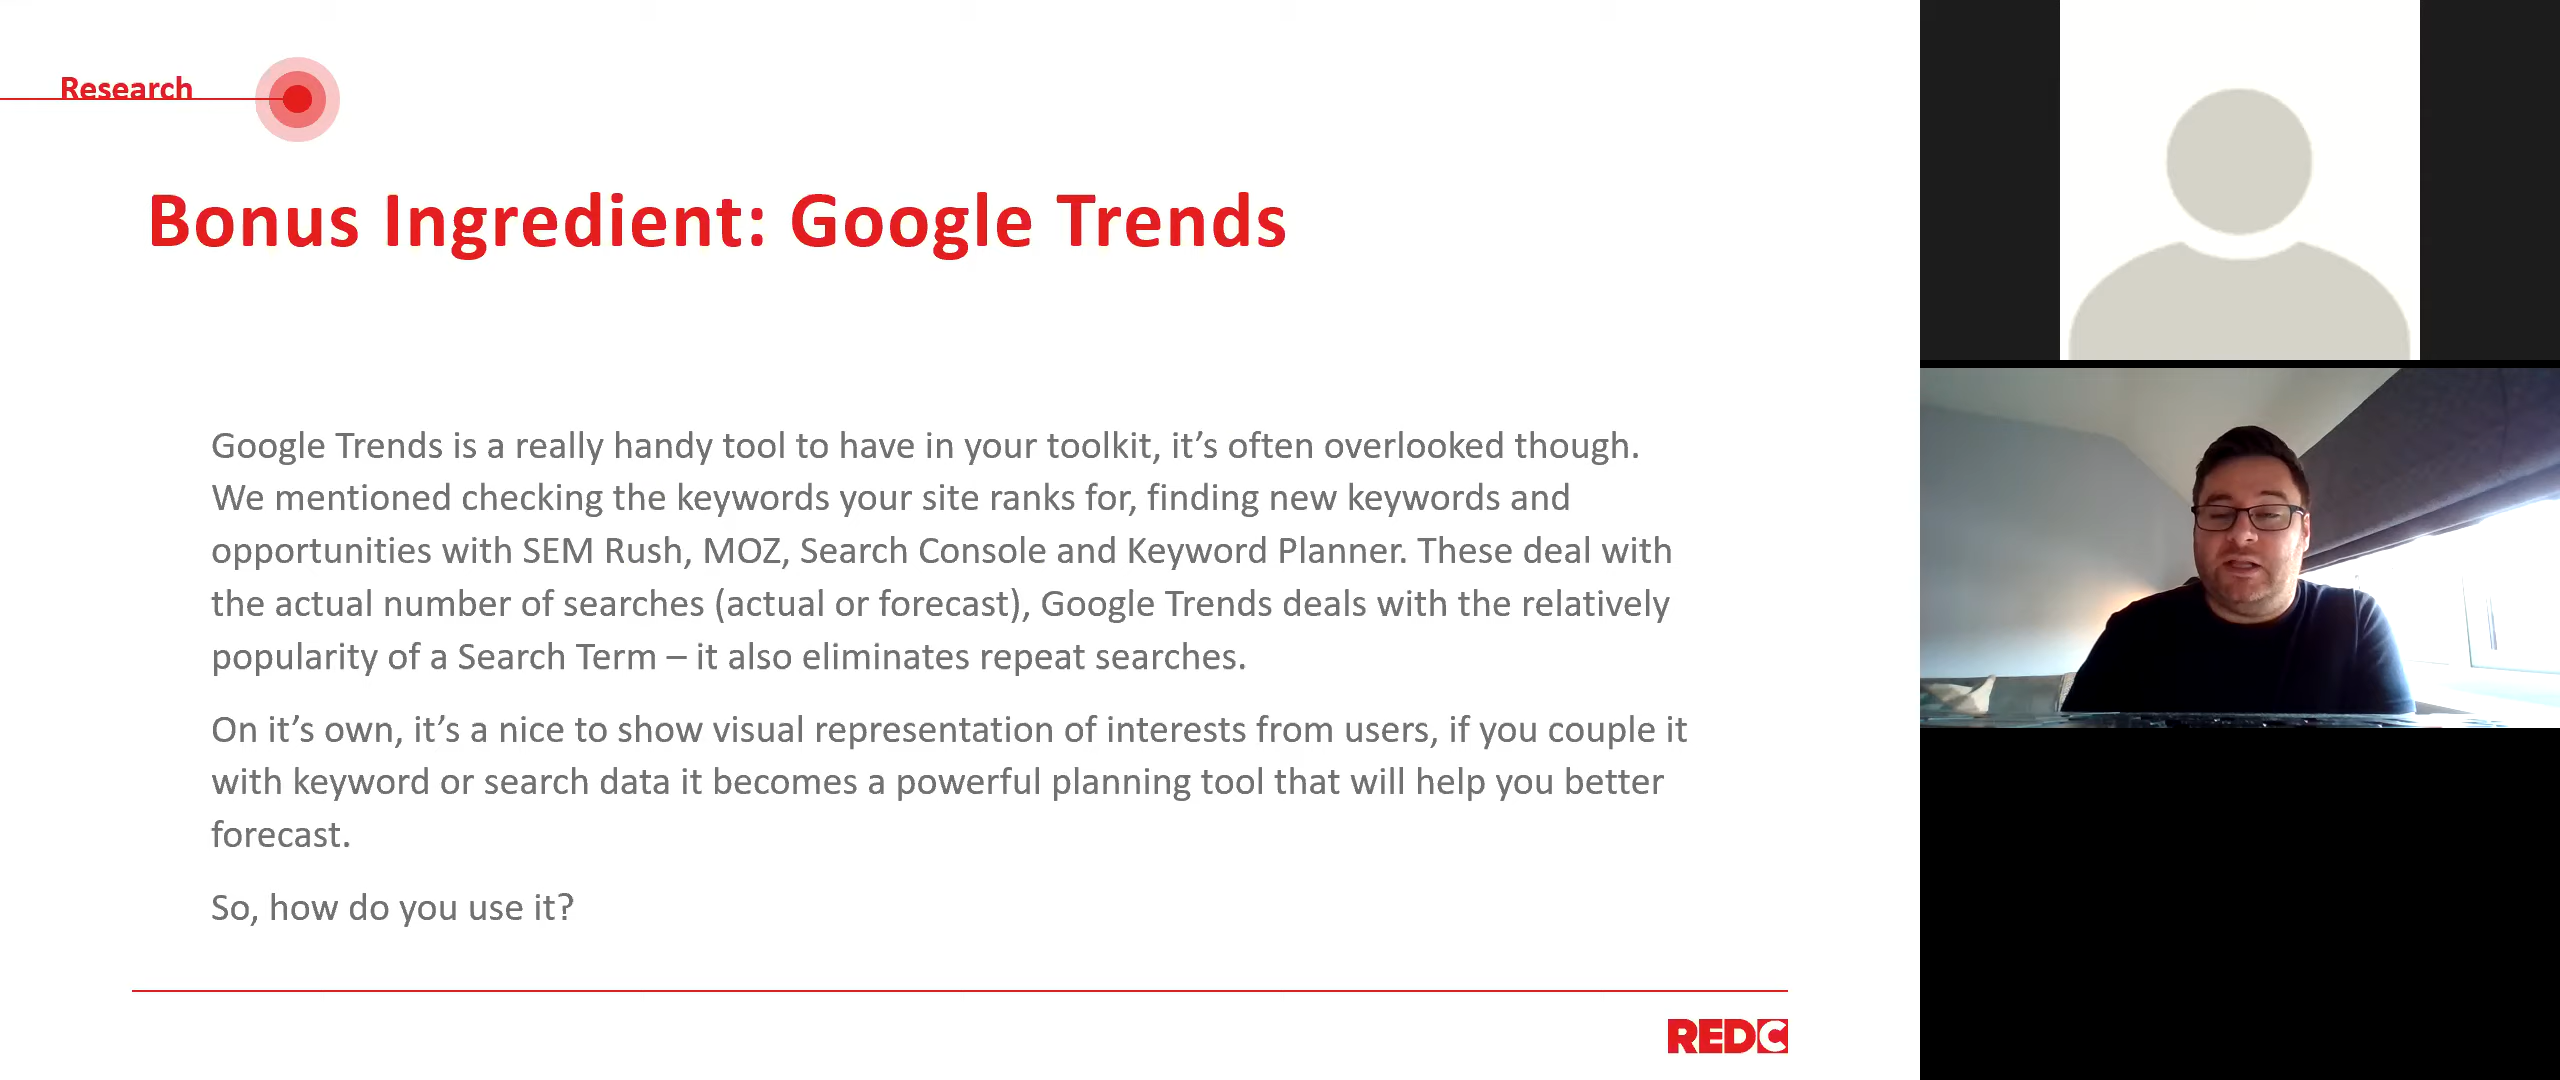 Research
Bonus Ingredient: Google Trends
Google Trends is a really handy tool to have in your toolkit, it’s often overlooked though.
We mentioned checking the keywords your site ranks for, finding new keywords and
opportunities with SEM Rush, MOZ, Search Console and Keyword Planner. These deal with
the actual number of searches (actual or forecast), Google Trends deals with the relatively
popularity of a Search Term – it also eliminates repeat searches.
On it’s own, it’s a nice to show visual representation of interests from users, if you couple it
with keyword or search data it becomes a powerful planning tool that will help you better
forecast.
So, how do you use it?
REDC